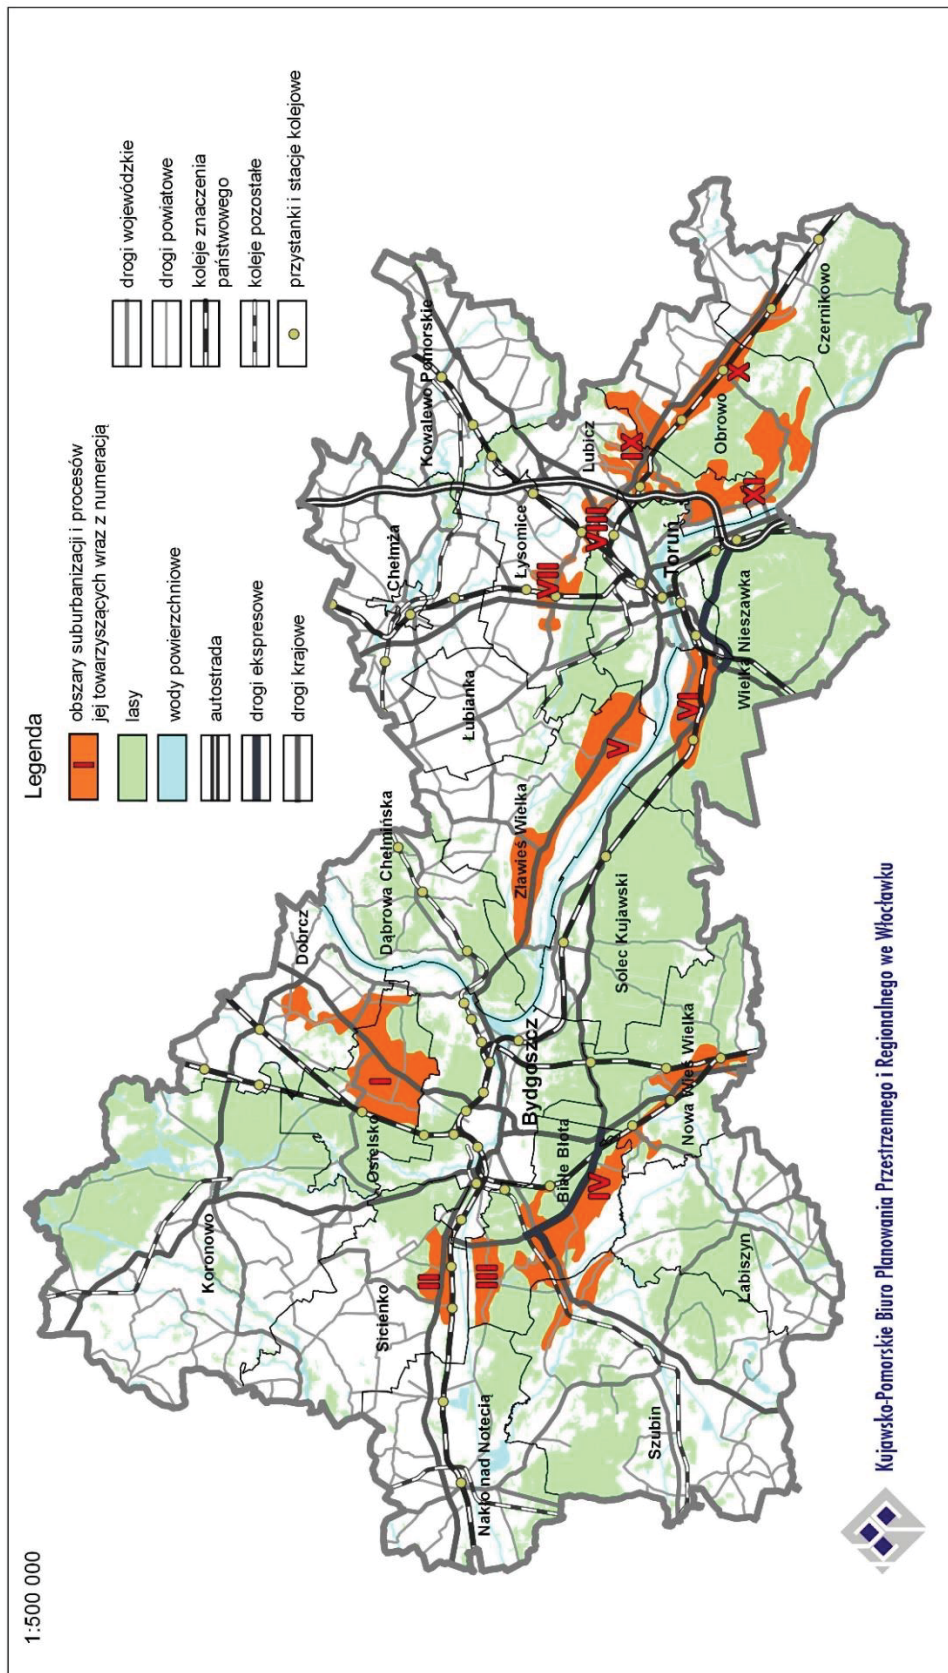 1:500 000
Legenda
I
obszary suburbanizacji i procesów
jej towarzyszących wraz z numeracją
lasy
wody powierzchniowe
autostrada
drogi ekspresowe
drogi krajowe
drogi wojewódzkie
drogi powiatowe
koleje znaczenia
państwowego
koleje pozostałe
przystanki i stacje kolejowe
Koronowo
Dobrcz
Osielsko
I
Dąbrowa Chełmińska
Sicienko
II
III
Nakło nad Notecią
Bydgoszcz
Białe Błota
IV
Nowa Wieś Wielka
Solec Kujawski
Szubin
Łabiszyn
Zławieś Wielka
V
VI
Łubianka
Chełmża
Kowalewo Pomorskie
Łysomice
VII
VIII
Lubicz
IX
Toruń
Wielka Nieszawka
Obrowo
X
XI
Czernikowo
Kujawsko-Pomorskie Biuro Planowania Przestrzennego i Regionalnego we Włocławku